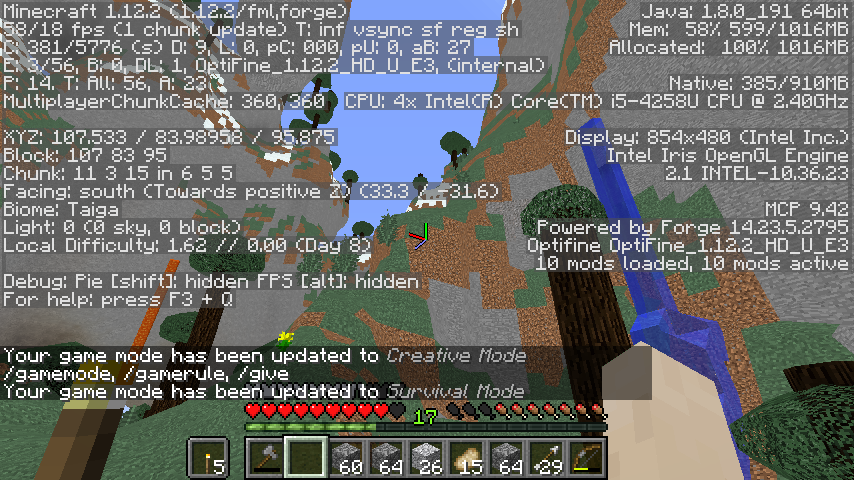 Minecraft 1.12.2 (1.12.2/fml,forge)
58/18 fps (1 chunk update) T: inf vsync sf reg sh
C: 381/5776 (s) D: 9, L: 0, pC: 000, pU: 0, aB: 27
E: 3/56, B: 0, DL: 1, OptiFine_1.12.2_HD_U_E3, (internal)
P: 14, T: All: 56, A: 23
MultiplayerChunkCache: 360, 360
XYZ: 107.533 / 83.98958 / 95.875
Block: 107 83 95
Chunk: 11 3 15 in 6 5 5
Facing: south (Towards positive Z) (33.3 / -31.6)
Biome: Taiga
Light: 0 (0 sky, 0 block)
Local Difficulty: 1.62 // 0.00 (Day 8)
Debug: Pie [shift]: hidden FPS [alt]: hidden
For help: press F3 + Q
Java: 1.8.0_191 64bit
Mem: 58% 599/1016MB
Allocated: 100% 1016MB
Native: 385/910MB
CPU: 4x Intel(R) Core(TM) i5-4258U CPU @ 2.40GHz
Display: 854x480 (Intel Inc.)
Intel Iris OpenGL Engine
2.1 INTEL-10.36.23
MCP 9.42
Powered by Forge 14.23.5.2795
Optifine OptiFine_1.12.2_HD_U_E3
10 mods loaded, 10 mods active
Your game mode has been updated to Creative Mode
/gamemode, /gamerule, /give
Your game mode has been updated to Survival Mode
17
5 60 64 26 15 64 29